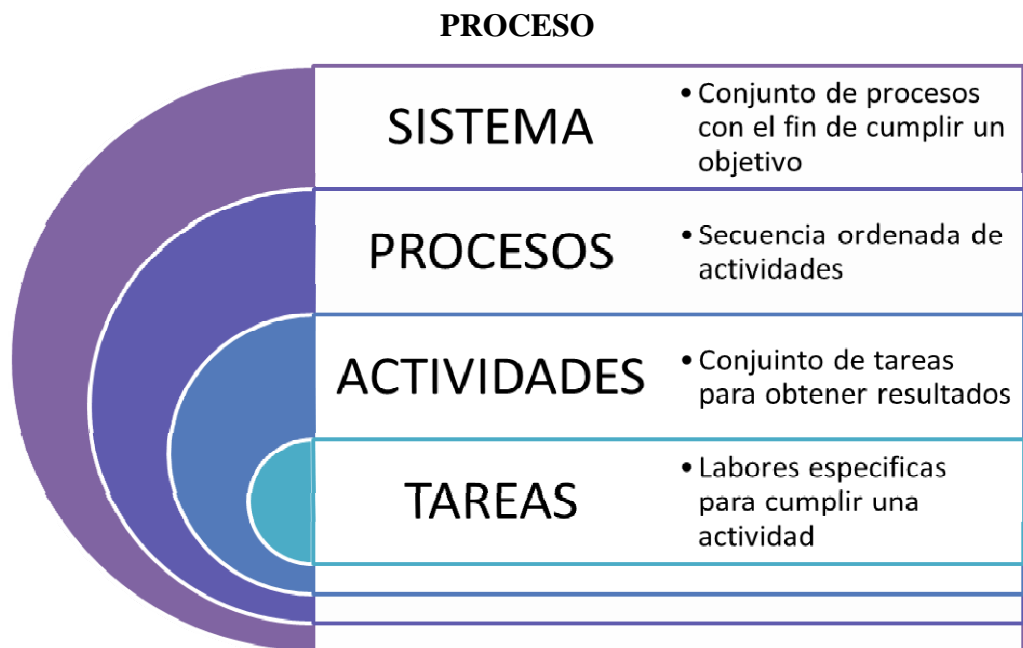 PROCESO
SISTEMA
• Conjunto de procesos
con el fin de cumplir un
objetivo
PROCESOS
• Secuencia ordenada de
actividades
ACTIVIDADES
• Conjuinto de tareas
para obtener resultados
TAREAS
• Labores especificas
para cumplir una
actividad